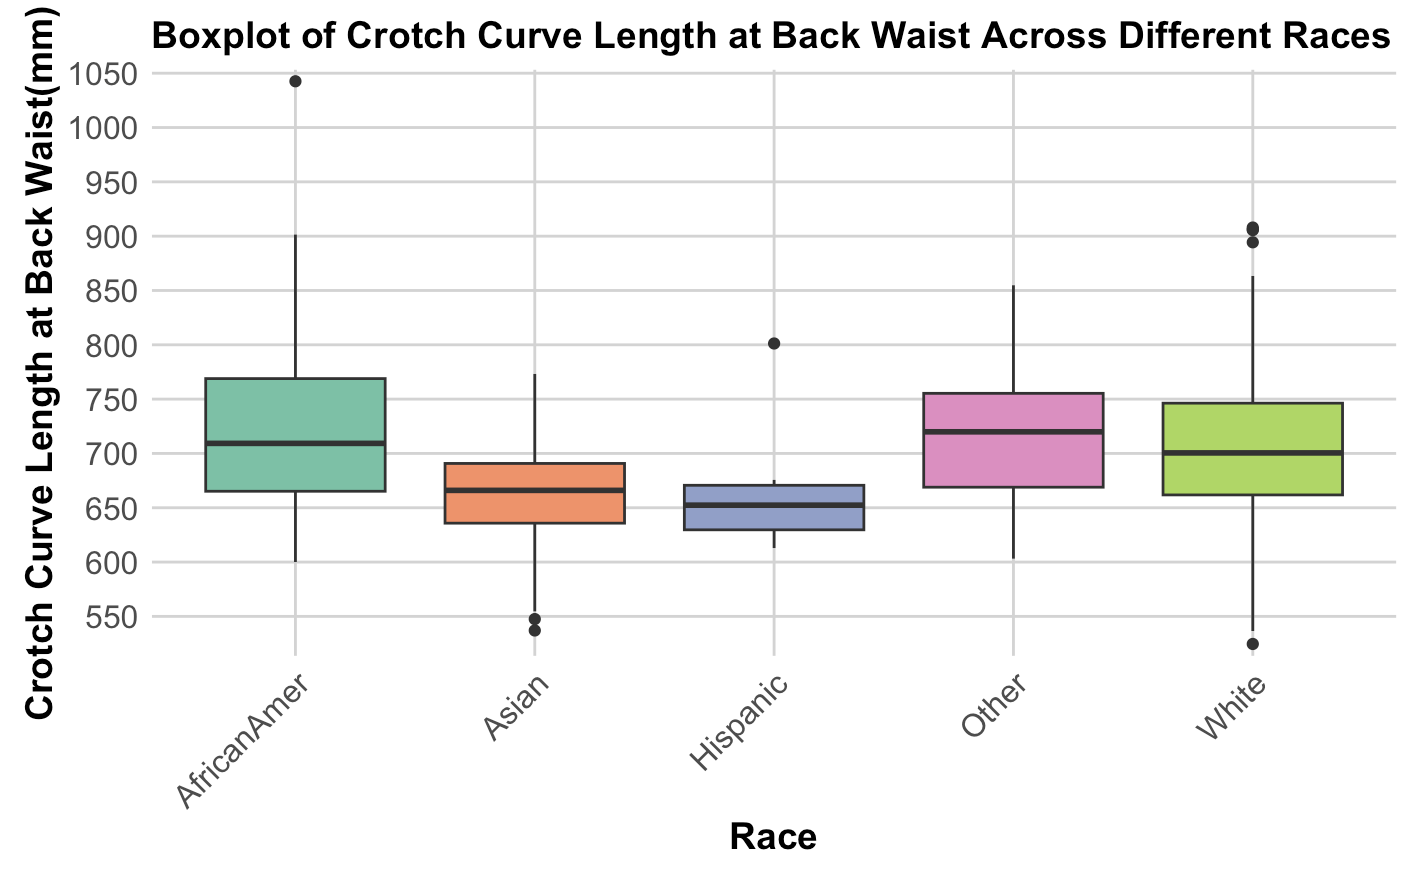 Boxplot of Crotch Curve Length at Back Waist Across Different Races
Crotch Curve Length at Back Waist(mm)
1050
1000
950
900
850
800
750
700
650
600
550
AfricanAmer
Asian
Hispanic
Other
White
Race